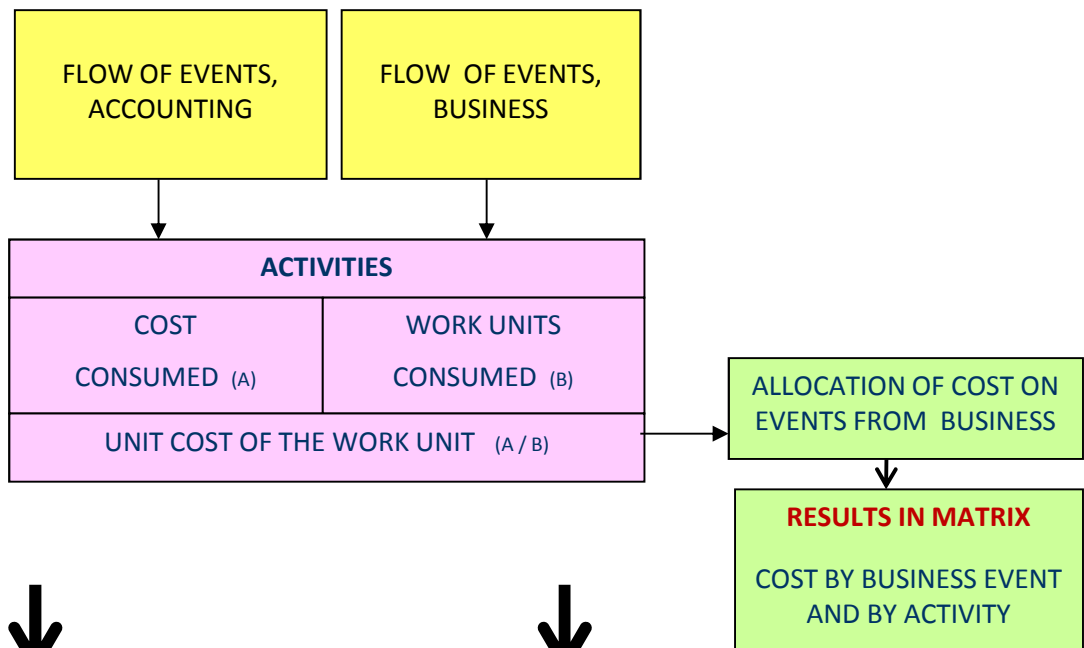 FLOW OF EVENTS,
ACCOUNTING
FLOW OF EVENTS,
BUSINESS
ACTIVITIES
COST
CONSUMED (A)
WORK UNITS
CONSUMED (B)
UNIT COST OF THE WORK UNIT (A / B)
ALLOCATION OF COST ON
EVENTS FROM BUSINESS
RESULTS IN MATRIX
COST BY BUSINESS EVENT
AND BY ACTIVITY